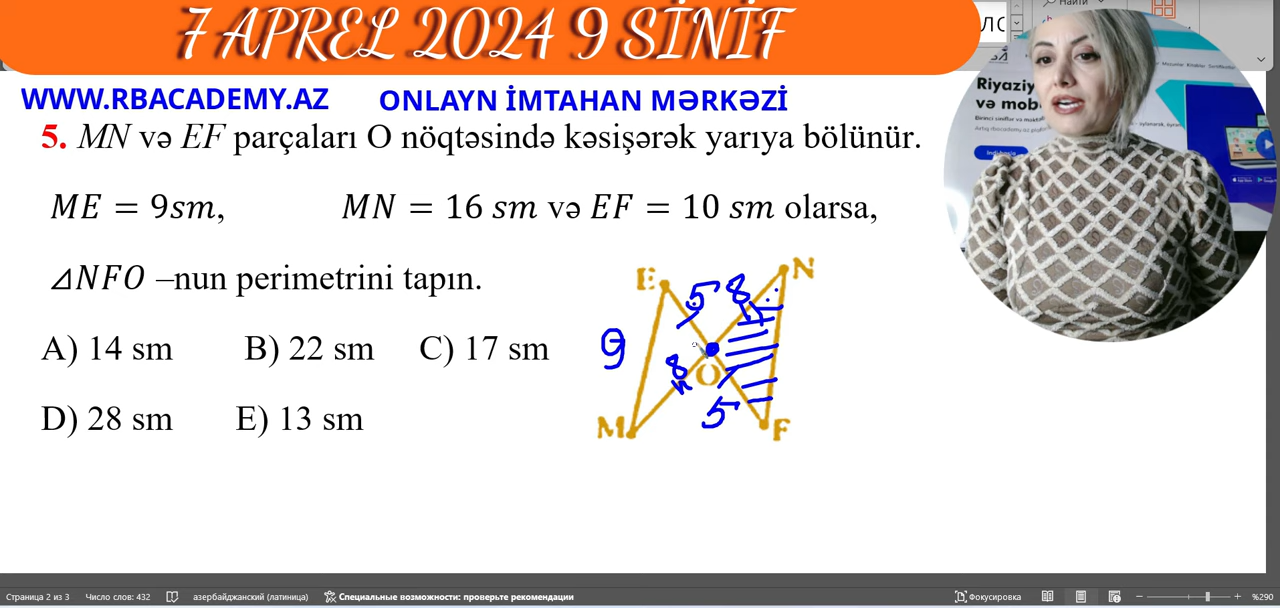 7 APREL 2024 9 SİNİF
WWW.RBACADEMY.AZ ONLAYN İMTAHAN MƏRKƏZİ
5. MN və EF parçaları O nöqtəsində kəsişərək yarıya bölünür.
ME = 9sm, MN = 16 sm və EF = 10 sm olarsa,
⊿NFO –nun perimetrini tapın.
A) 14 sm B) 22 sm C) 17 sm
D) 28 sm E) 13 sm
E N
5 8
9
8 O
5
M F
Найти
Riyaziy
və mob
Страница 2 из 3 Число слов: 432 азербайджанский (латиница) Специальные возможности: проверьте рекомендации Фокусировка − + %290